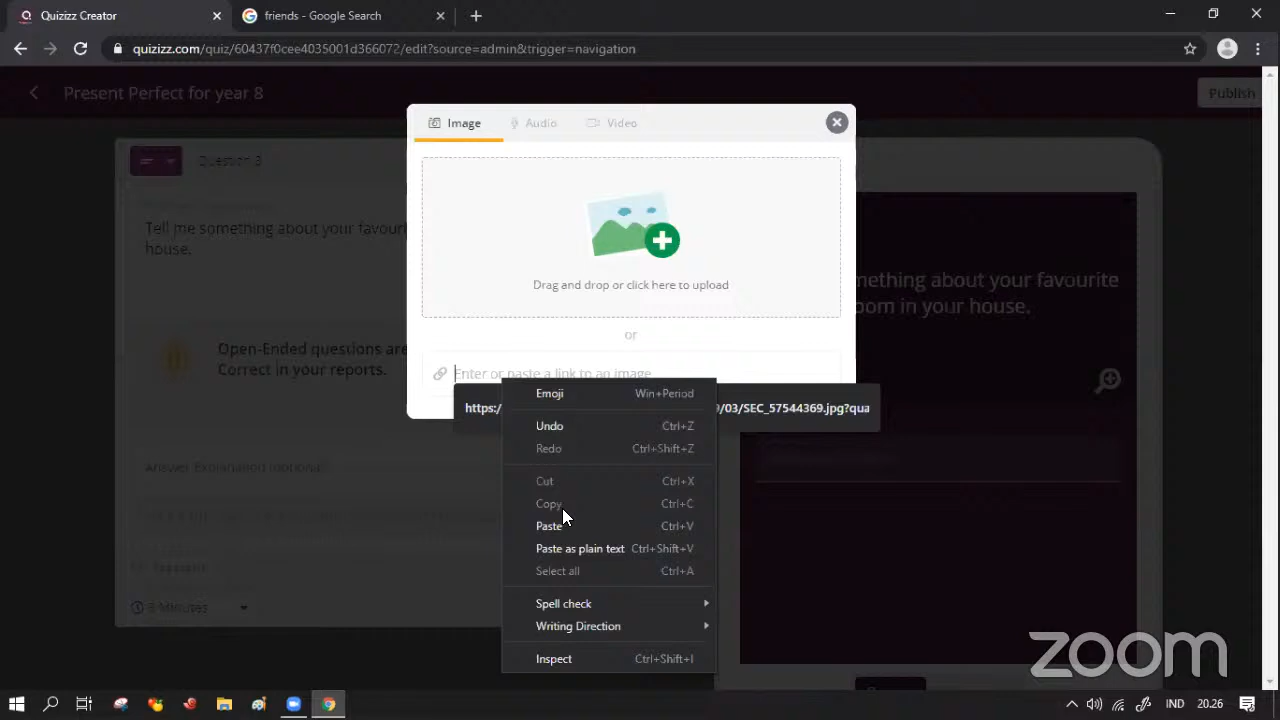 Quizizz Creator
friends - Google Search
quizizz.com/quiz/60437f0cee4035001d366072/edit?source=admin&trigger=navigation
Present Perfect for year 8
Publish
Image
Audio
Video
Question 3
Tell me something about your favouri
house.
Drag and drop or click here to upload
mething about your favourite
oom in your house.
or
Open-Ended questions are
Correct in your reports.
Enter or paste a link to an image
https:/
/03/SEC_57544369.jpg?qua
Emoji Win+Period
Undo Ctrl+Z
Redo Ctrl+Shift+Z
Answer Explanation (optional)
Cut Ctrl+X
Copy Ctrl+C
Paste Ctrl+V
Paste as plain text Ctrl+Shift+V
Select all Ctrl+A
Spell check
Writing Direction
Minutes
Inspect Ctrl+Shift+I
zoom
IND
20.26